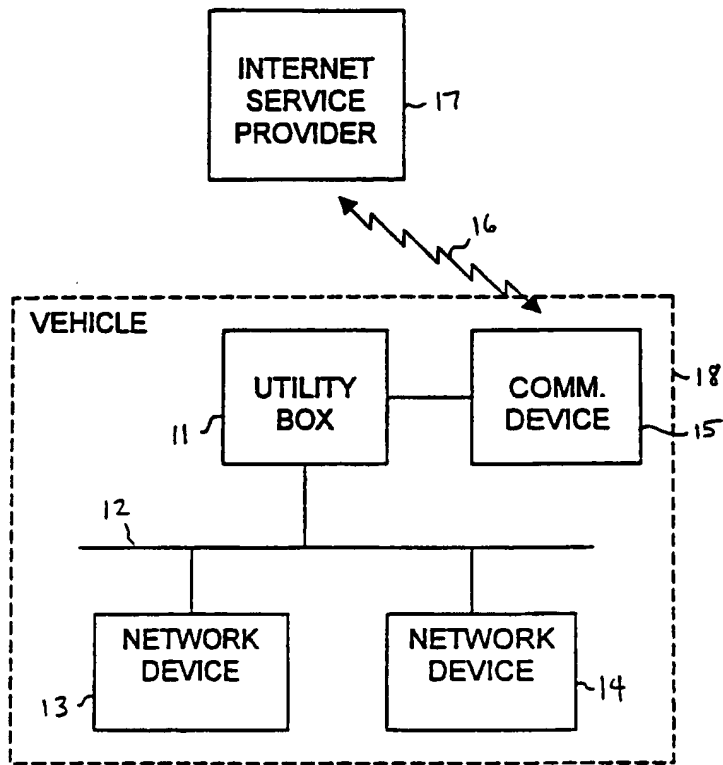 INTERNET
SERVICE
PROVIDER
17
16
VEHICLE
UTILITY
BOX
11
COMM.
DEVICE
15
18
12
NETWORK
DEVICE
13
NETWORK
DEVICE
14